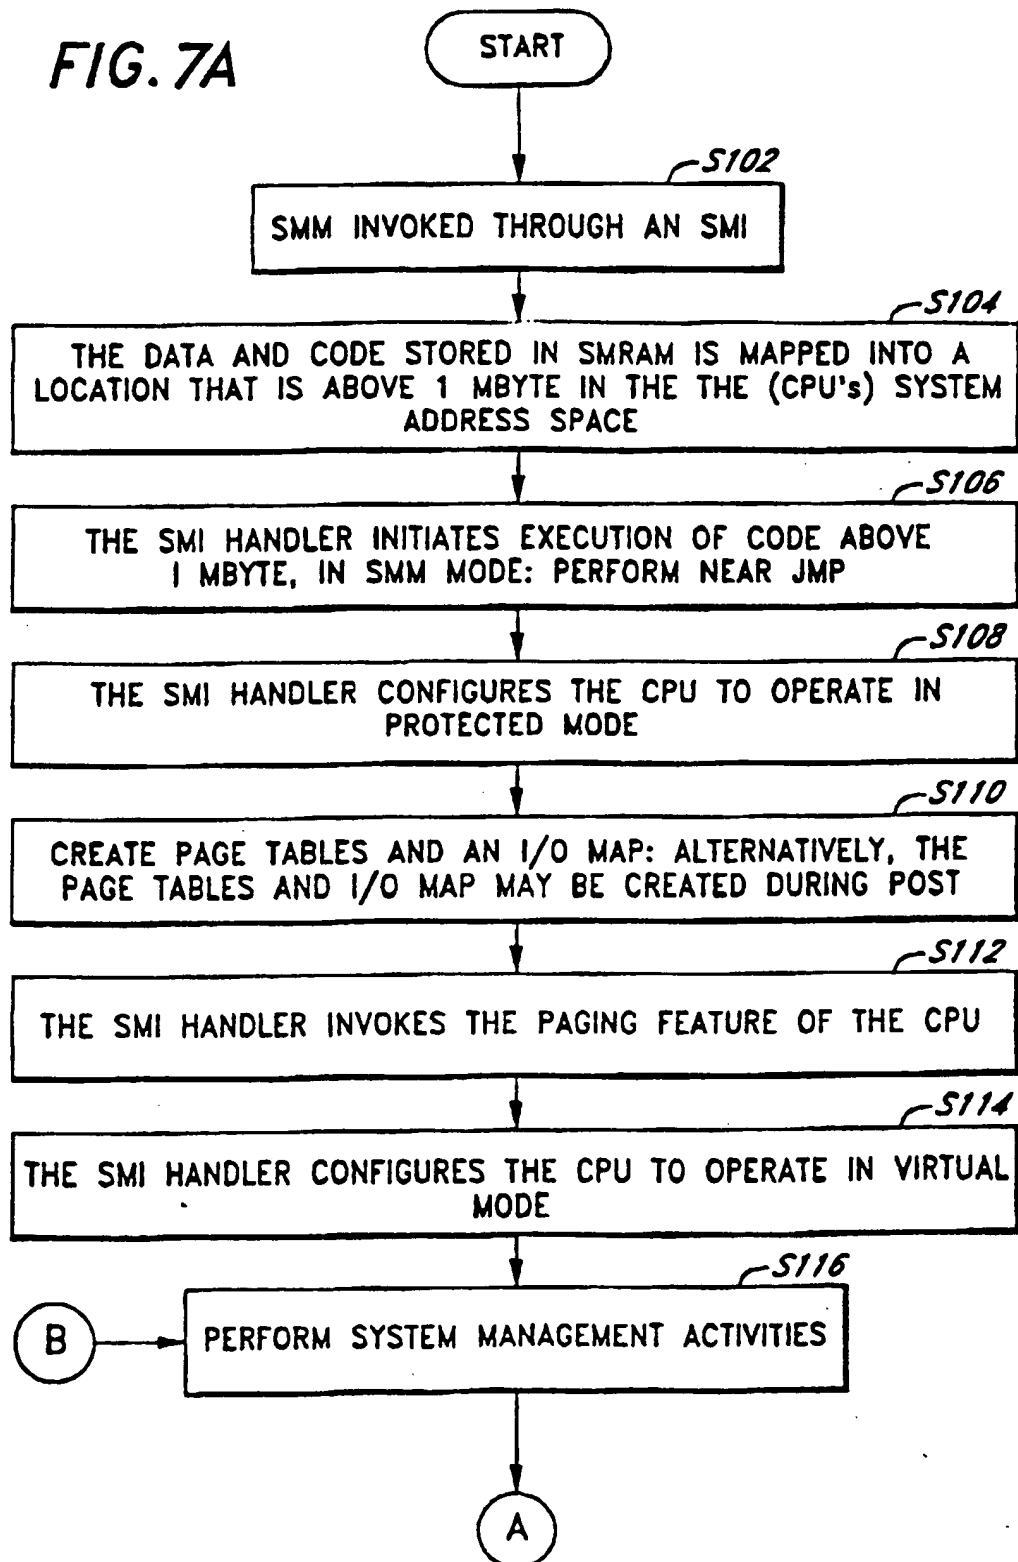 FIG. 7A
START
S102
SMM INVOKED THROUGH AN SMI
S104
THE DATA AND CODE STORED IN SMRAM IS MAPPED INTO A
LOCATION THAT IS ABOVE 1 MBYTE IN THE THE (CPU's) SYSTEM
ADDRESS SPACE
S106
THE SMI HANDLER INITIATES EXECUTION OF CODE ABOVE
1 MBYTE, IN SMM MODE: PERFORM NEAR JMP
S108
THE SMI HANDLER CONFIGURES THE CPU TO OPERATE IN
PROTECTED MODE
S110
CREATE PAGE TABLES AND AN I/O MAP: ALTERNATIVELY, THE
PAGE TABLES AND I/O MAP MAY BE CREATED DURING POST
S112
THE SMI HANDLER INVOKES THE PAGING FEATURE OF THE CPU
S114
THE SMI HANDLER CONFIGURES THE CPU TO OPERATE IN VIRTUAL
MODE
S116
B
PERFORM SYSTEM MANAGEMENT ACTIVITIES
A